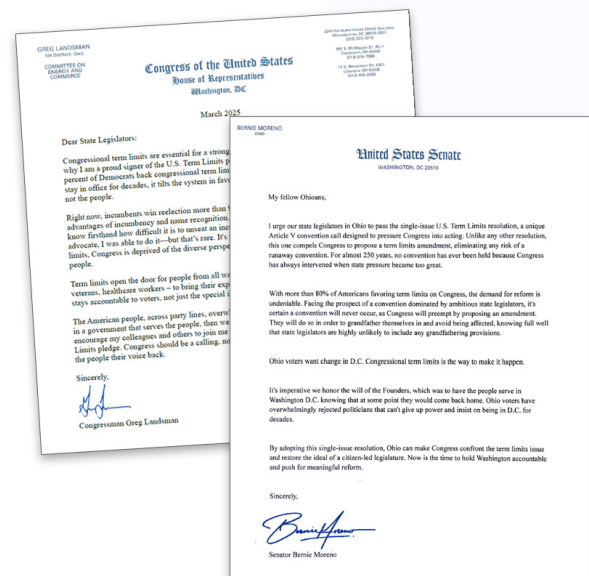 GREG LANDSMAN
1ST DISTRICT, OHIO
COMMITTEE ON
ENERGY AND
COMMERCE
Congress of the United States
House of Representatives
Washington, DC
March 2025
Dear State Legislators:
Congressional term limits are essential for a strong
why I am a proud signer of the U.S. Term Limits p
percent of Democrats back congressional term lim
stay in office for decades, it tilts the system in fav
not the people.
Right now, incumbents win reelection more than
advantages of incumbency and name recognition.
know firsthand how difficult it is to unseat an inc
advocate, I was able to do it—but that's rare. It's
limits, Congress is deprived of the diverse perspe
people.
Term limits open the door for people from all wa
veterans, healthcare workers – to bring their exp
stays accountable to voters, not just the special i
The American people, across party lines, overw
in a government that serves the people, then we
encourage my colleagues and others to join me
Limits pledge. Congress should be a calling, no
the people their voice back.
Sincerely,
Congressman Greg Landsman
BERNIE MORENO
OHIO
United States Senate
WASHINGTON, DC 20510
My fellow Ohioans,
I urge our state legislators in Ohio to pass the single-issue U.S. Term Limits resolution, a unique
Article V convention call designed to pressure Congress into acting. Unlike any other resolution,
this one compels Congress to propose a term limits amendment, eliminating any risk of a
runaway convention. For almost 250 years, no convention has ever been held because Congress
has always intervened when state pressure became too great.
With more than 80% of Americans favoring term limits on Congress, the demand for reform is
undeniable. Facing the prospect of a convention dominated by ambitious state legislators, it's
certain a convention will never occur, as Congress will preempt by proposing an amendment.
They will do so in order to grandfather themselves in and avoid being affected, knowing full well
that state legislators are highly unlikely to include any grandfathering provisions.
Ohio voters want change in D.C. Congressional term limits is the way to make it happen.
It's imperative we honor the will of the Founders, which was to have the people serve in
Washington D.C. knowing that at some point they would come back home. Ohio voters have
overwhelmingly rejected politicians that can't give up power and insist on being in D.C. for
decades.
By adopting this single-issue resolution, Ohio can make Congress confront the term limits issue
and restore the ideal of a citizen-led legislature. Now is the time to hold Washington accountable
and push for meaningful reform.
Sincerely,
Bernie Moreno
Senator Bernie Moreno